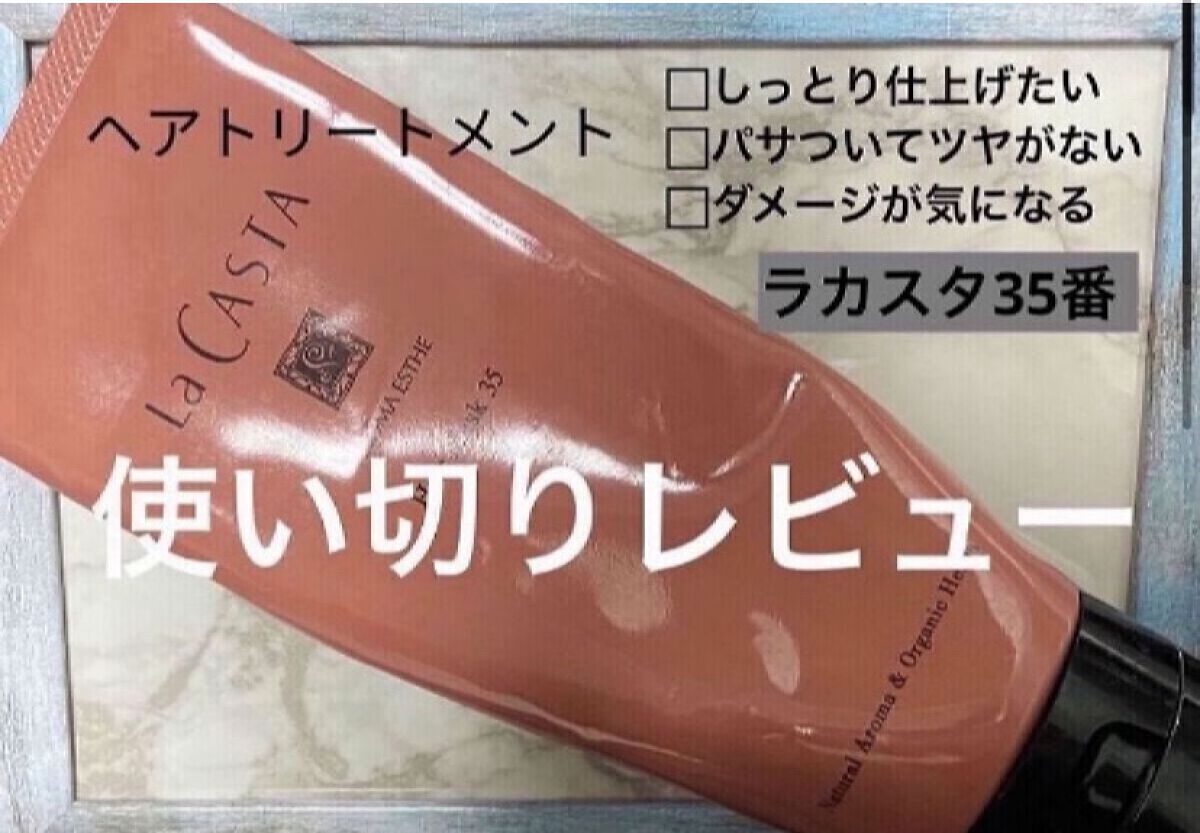 ヘアトリートメント
□しっとり仕上げたい
□パサついてツヤがない
□ダメージが気になる
ラカスタ35番
La CASTA
ESTHE
35
使い切りレビュー
Natural Aroma & Organic